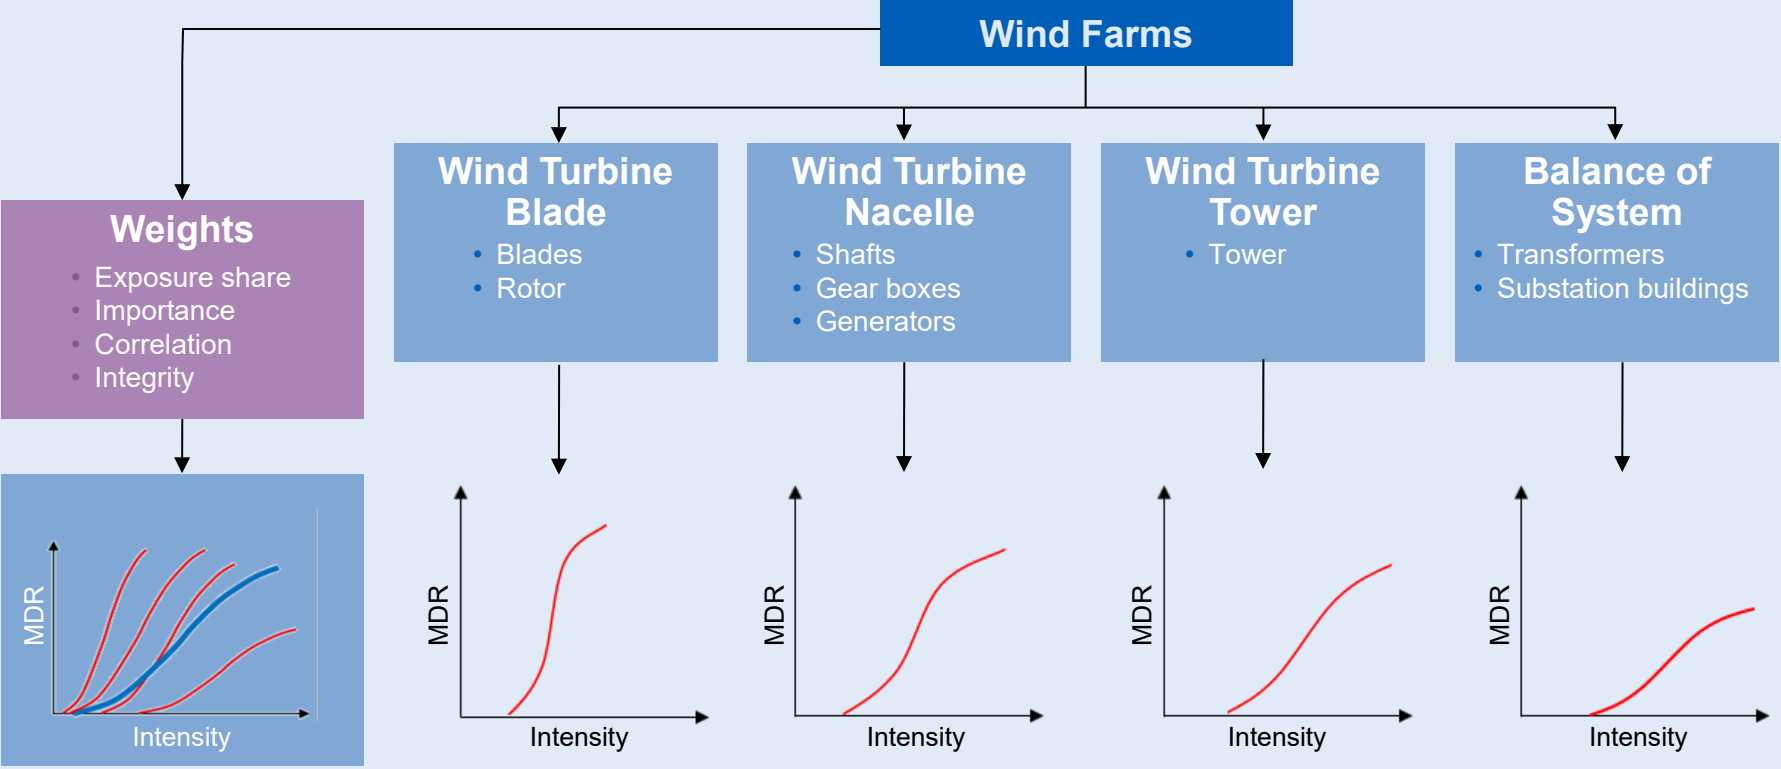 Wind Farms
Weights
• Exposure share
• Importance
• Correlation
• Integrity
Wind Turbine
Blade
• Blades
• Rotor
Wind Turbine
Nacelle
• Shafts
• Gear boxes
• Generators
Wind Turbine
Tower
• Tower
Balance of
System
• Transformers
• Substation buildings
MDR
Intensity
MDR
Intensity
MDR
Intensity
MDR
Intensity
MDR
Intensity